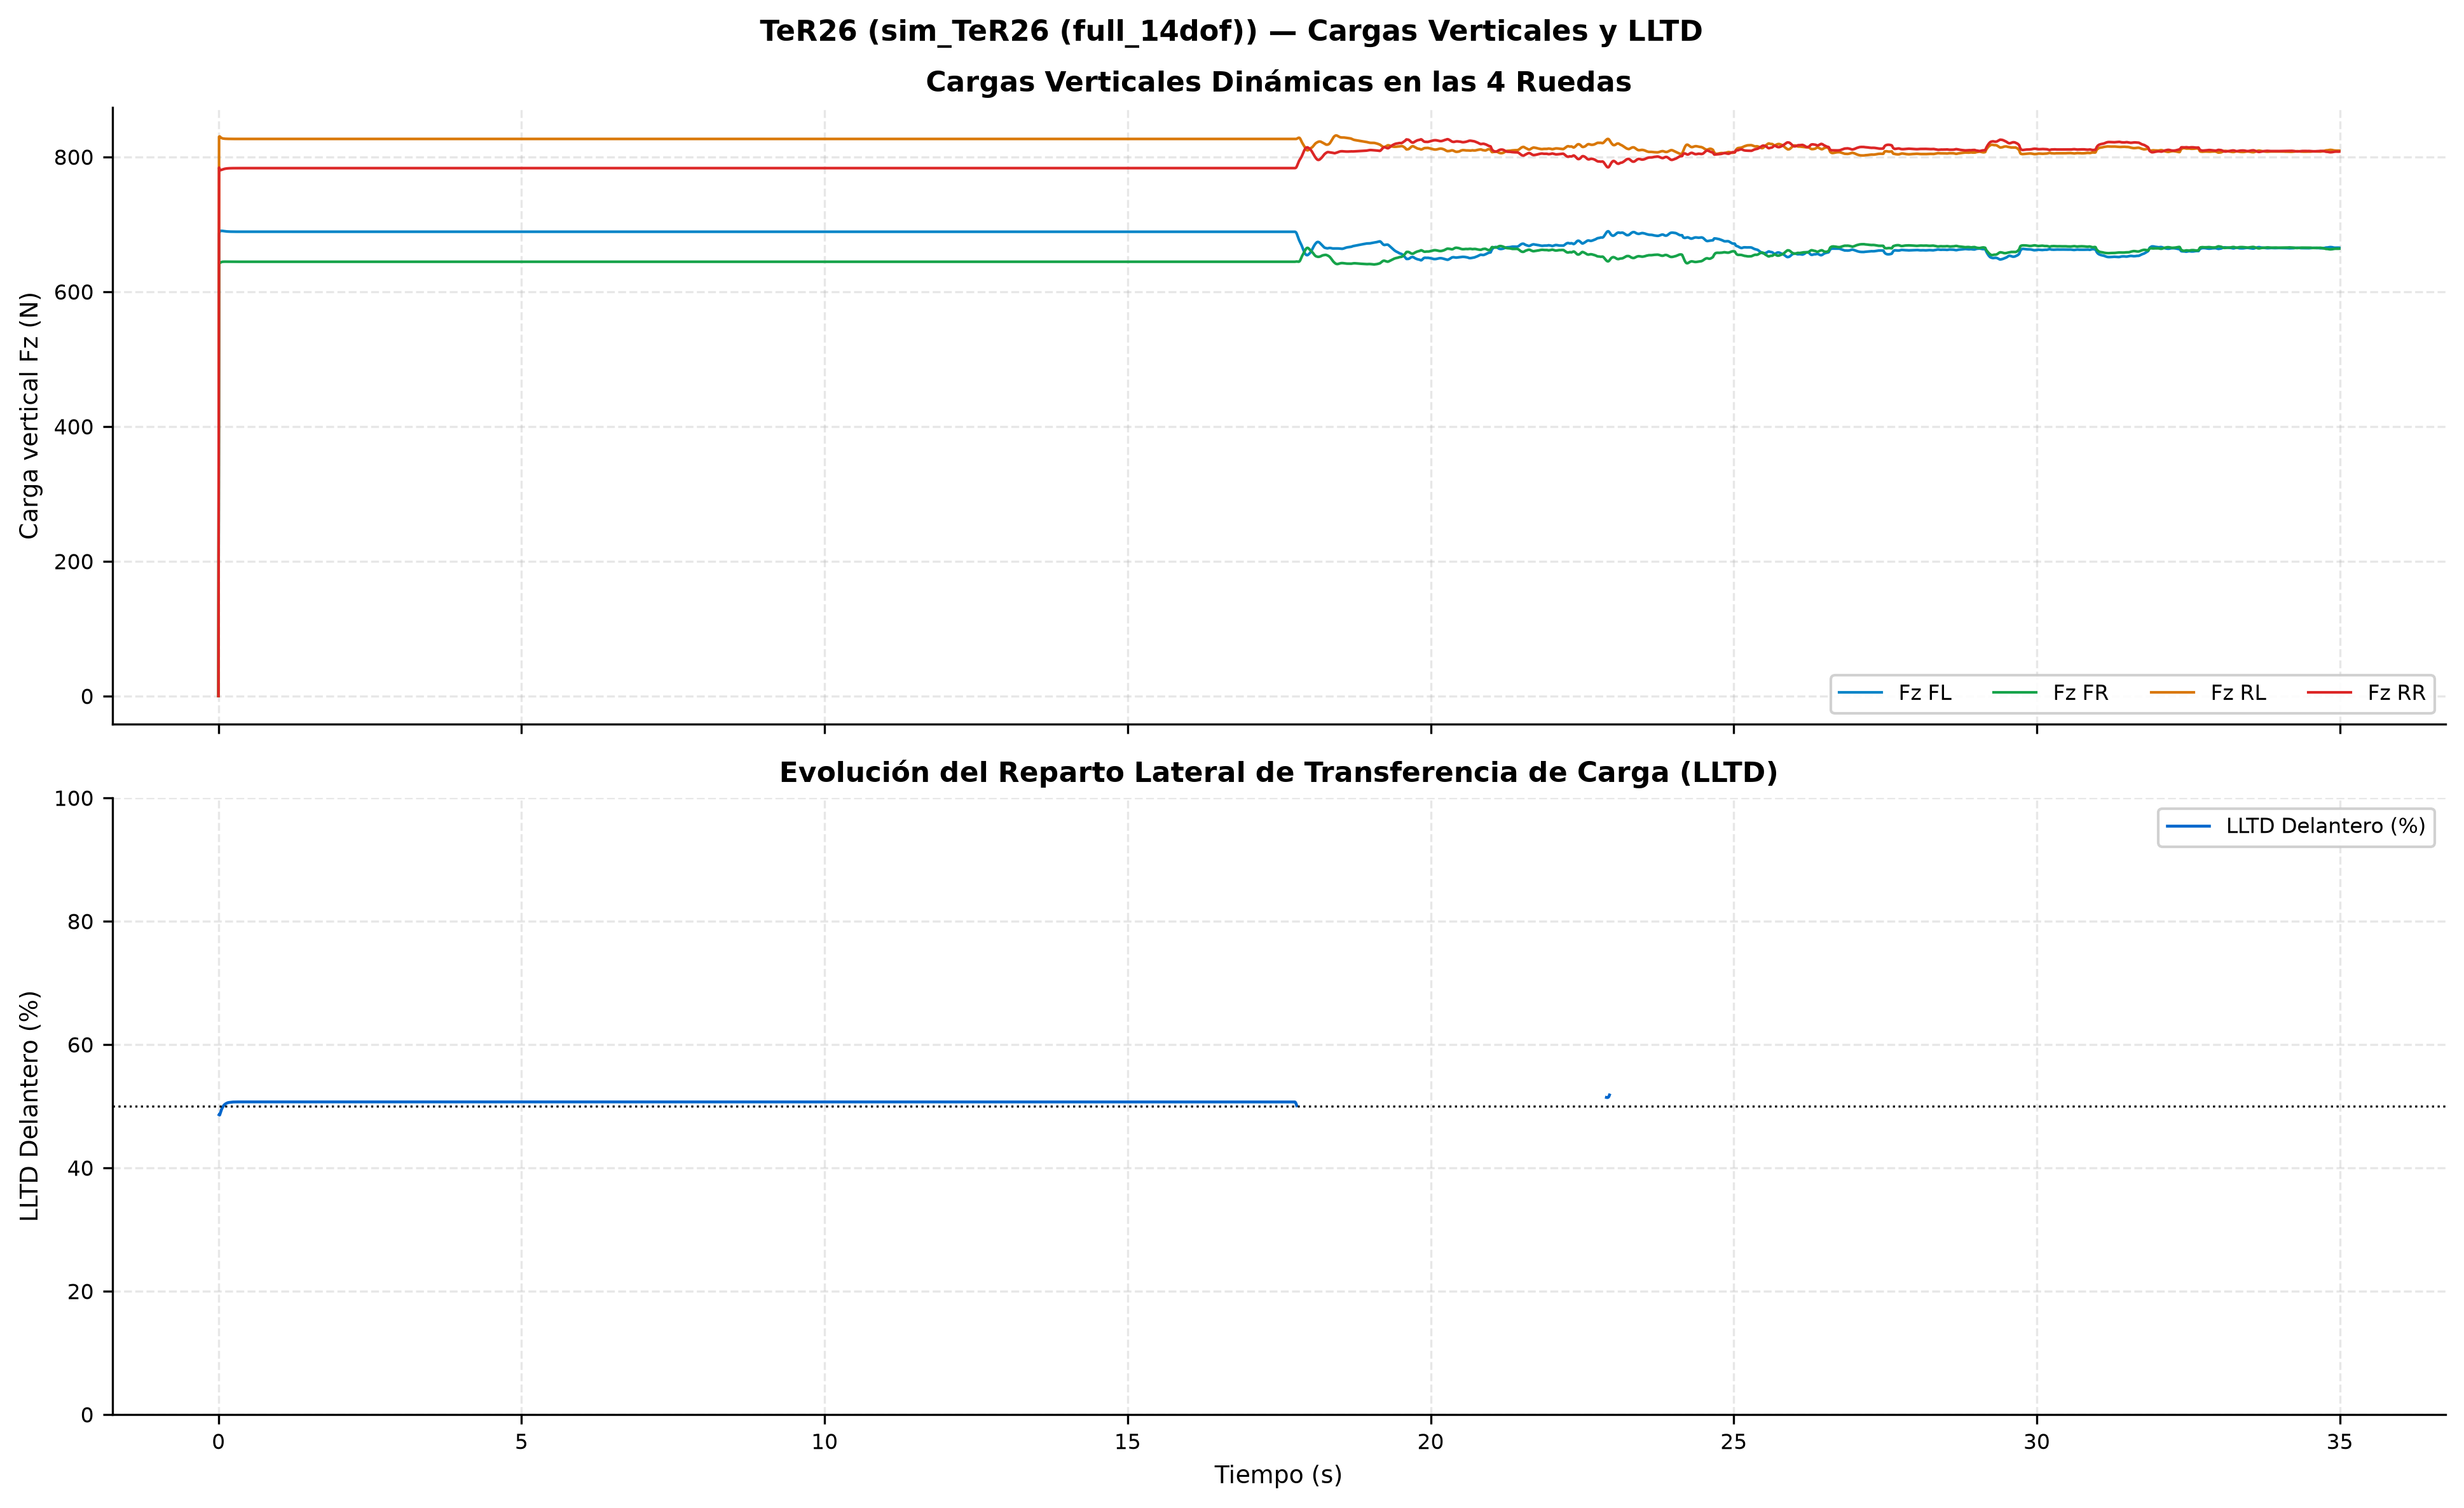 TeR26 (sim_TeR26 (full_14dof)) — Cargas Verticales y LLTD
Cargas Verticales Dinámicas en las 4 Ruedas
Carga vertical Fz (N)
800
600
400
200
0
Fz FL
Fz FR
Fz RL
Fz RR
Evolución del Reparto Lateral de Transferencia de Carga (LLTD)
LLTD Delantero (%)
100
80
60
40
20
0
LLTD Delantero (%)
0
5
10
15
20
25
30
35
Tiempo (s)